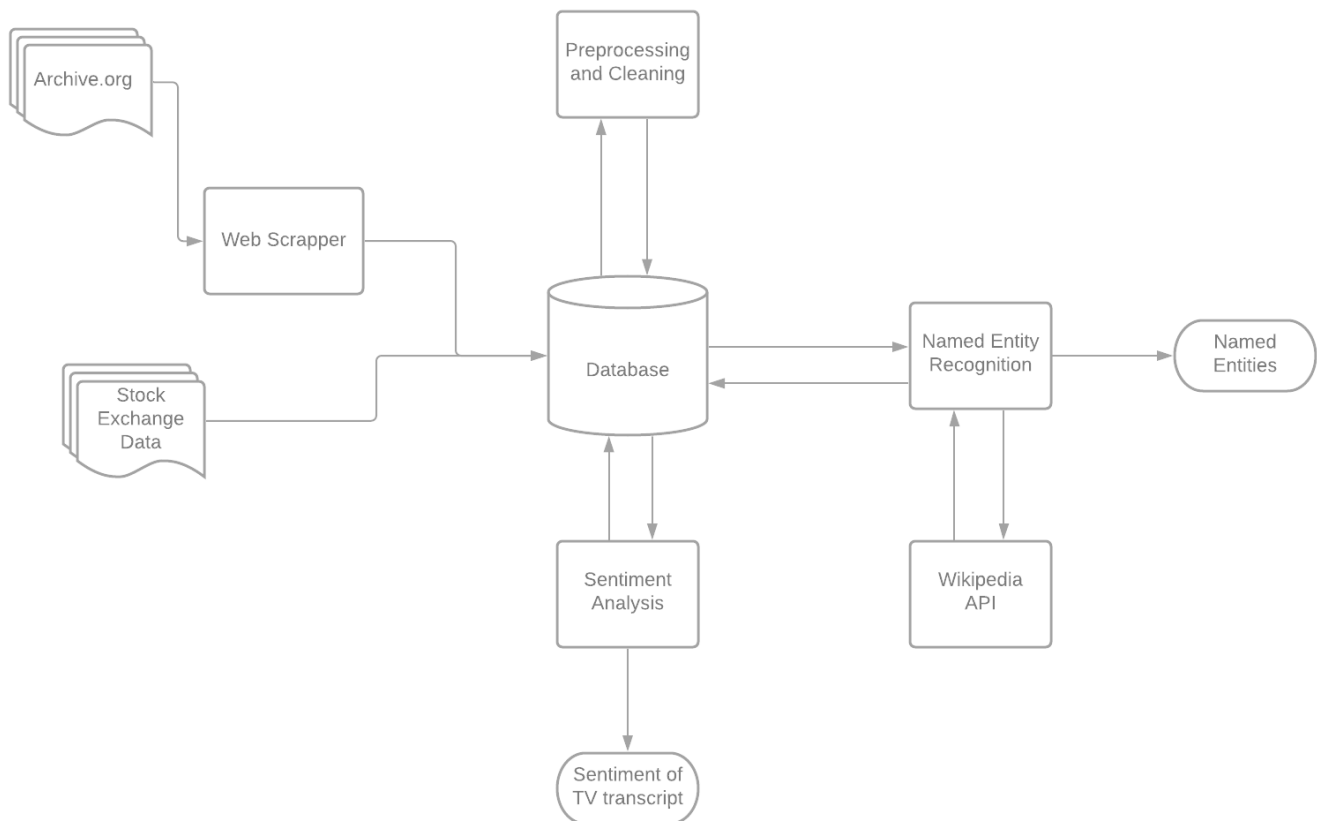 Archive.org
Preprocessing
and Cleaning
Web Scrapper
Stock
Exchange
Data
Database
Named Entity
Recognition
Named
Entities
Sentiment
Analysis
Wikipedia
API
Sentiment of
TV transcript